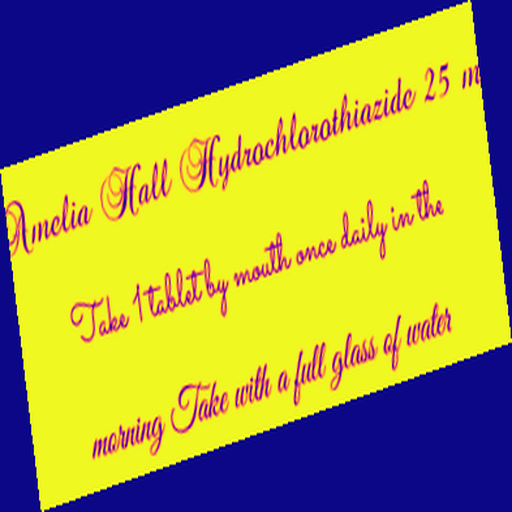 Amelia Hall Hydrochlorothiazide 25 m
Take 1 tablet by mouth once daily in the
morning Take with a full glass of water